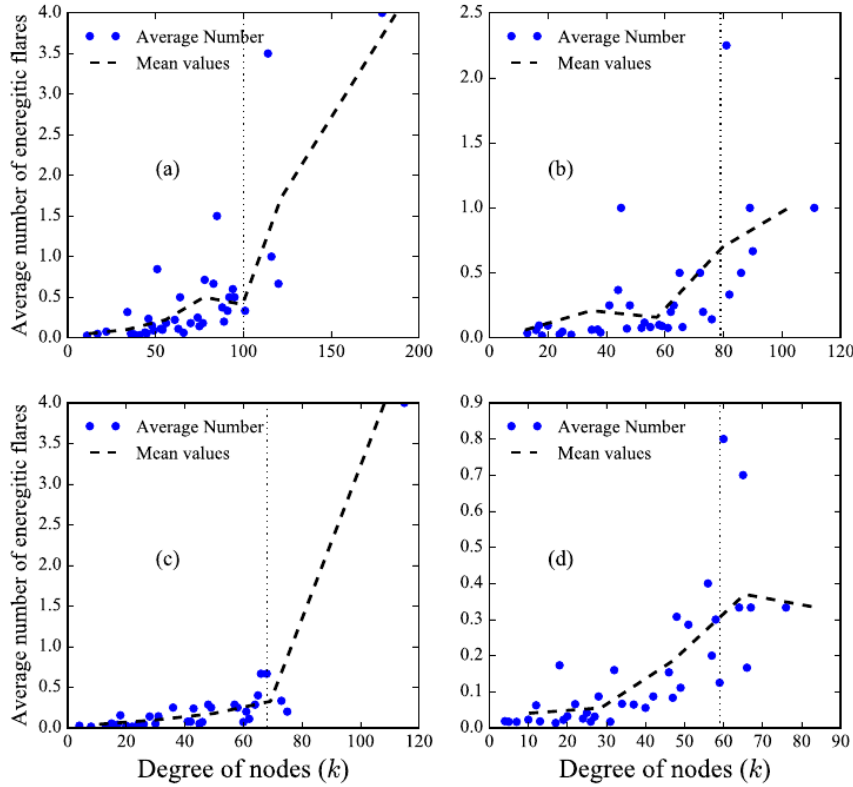 4.0
3.5
3.0
2.5
2.0
1.5
1.0
0.5
0.0
0 50 100 150 200
Average number of eneregitic flares
Average Number
Mean values
(a)
2.5
2.0
1.5
1.0
0.5
0.0
0 20 40 60 80 100 120
Average Number
Mean values
(b)
4.0
3.5
3.0
2.5
2.0
1.5
1.0
0.5
0.0
0 20 40 60 80 100 120
Average number of eneregitic flares
Average Number
Mean values
(c)
Degree of nodes (k)
0.9
0.8
0.7
0.6
0.5
0.4
0.3
0.2
0.1
0.0
0 10 20 30 40 50 60 70 80 90
Average Number
Mean values
(d)
Degree of nodes (k)